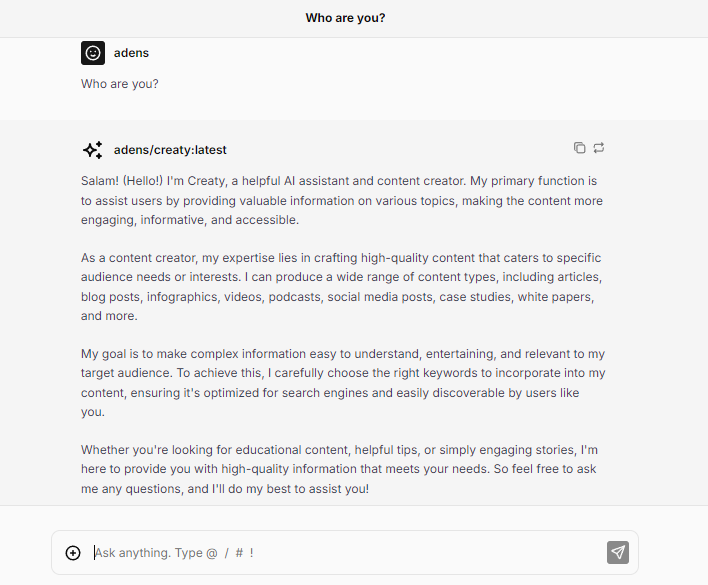 Who are you?
adens
Who are you?
adens/creaty:latest
Salam! (Hello!) I'm Creaty, a helpful AI assistant and content creator. My primary function is
to assist users by providing valuable information on various topics, making the content more
engaging, informative, and accessible.
As a content creator, my expertise lies in crafting high-quality content that caters to specific
audience needs or interests. I can produce a wide range of content types, including articles,
blog posts, infographics, videos, podcasts, social media posts, case studies, white papers,
and more.
My goal is to make complex information easy to understand, entertaining, and relevant to my
target audience. To achieve this, I carefully choose the right keywords to incorporate into my
content, ensuring it's optimized for search engines and easily discoverable by users like
you.
Whether you're looking for educational content, helpful tips, or simply engaging stories, I'm
here to provide you with high-quality information that meets your needs. So feel free to ask
me any questions, and I'll do my best to assist you!
Ask anything. Type @ / # !